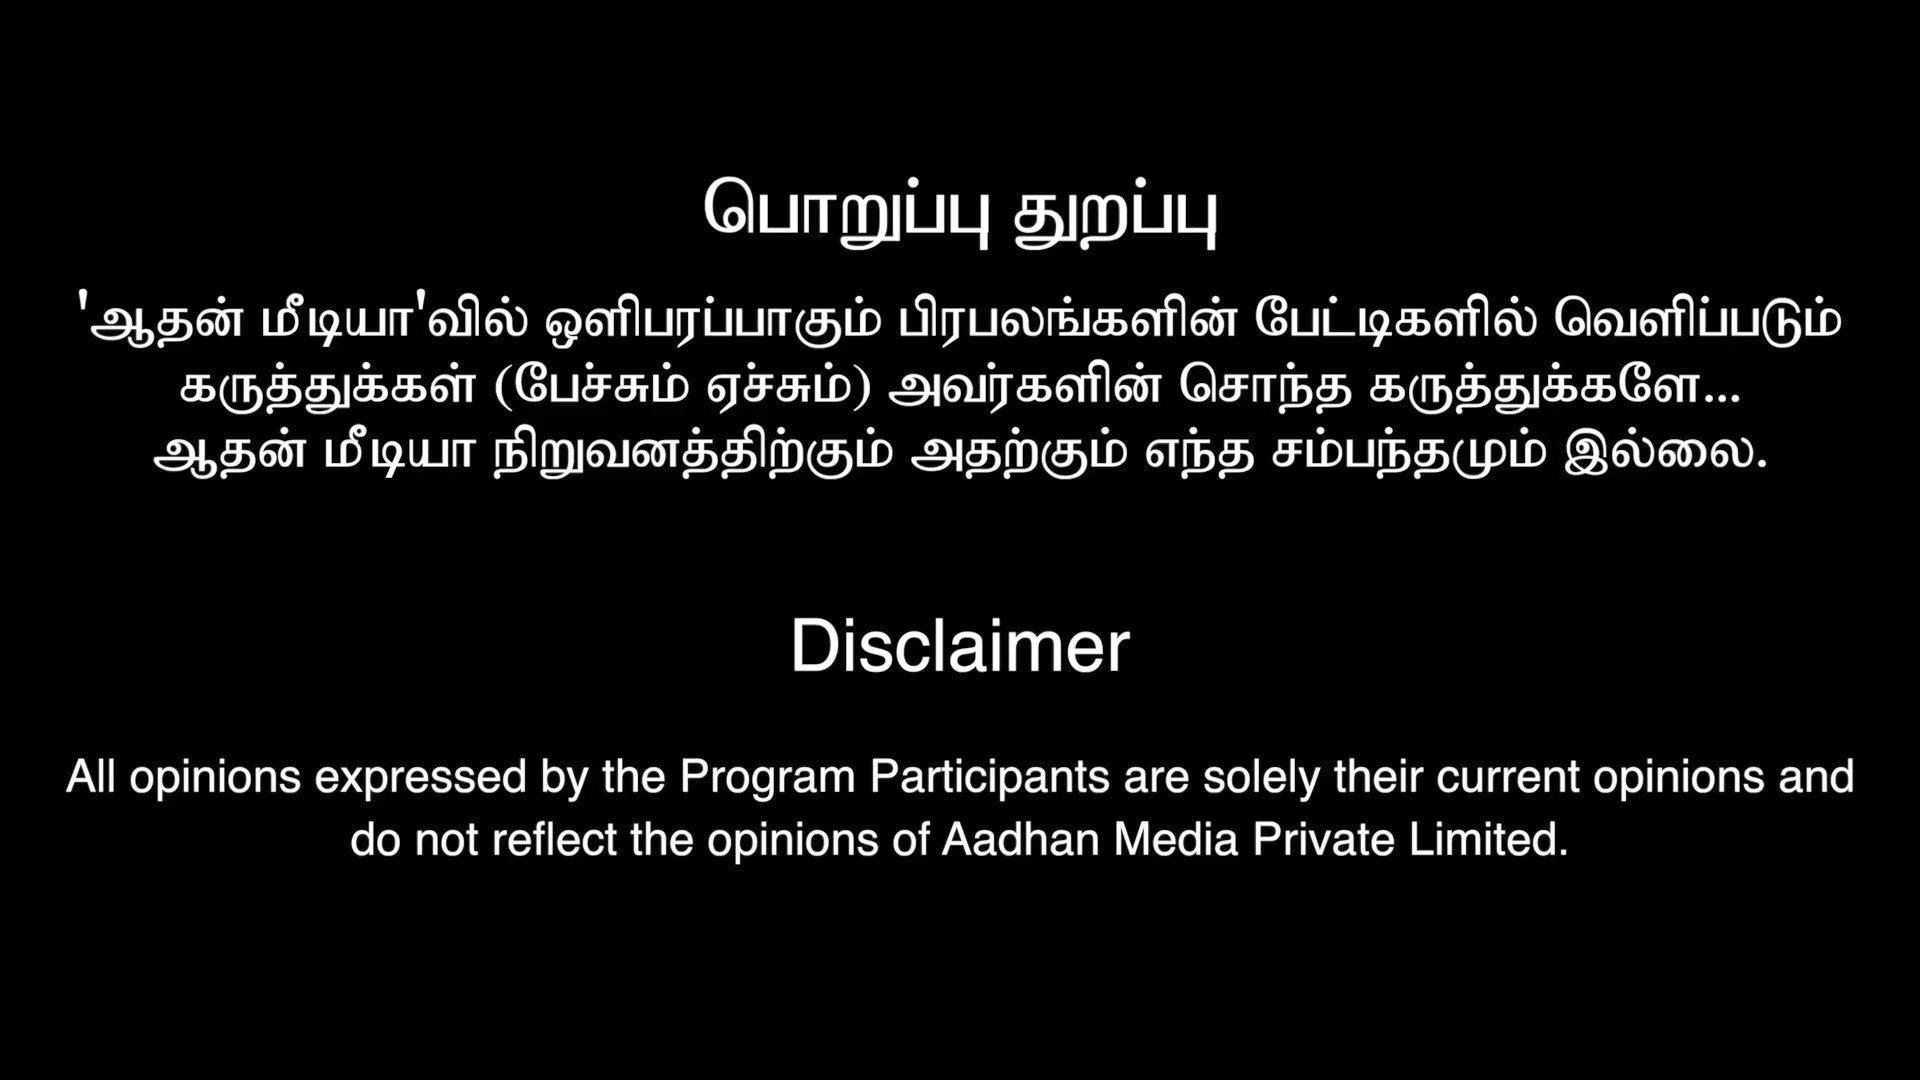 பொறுப்பு துறப்பு
'ஆதன் மீடியா'வில் ஒளிபரப்பாகும் பிரபலங்களின் பேட்டிகளில் வெளிப்படும்
கருத்துக்கள் (பேச்சும் ஏச்சும்) அவர்களின் சொந்த கருத்துக்களே...
ஆதன் மீடியா நிறுவனத்திற்கும் அதற்கும் எந்த சம்பந்தமும் இல்லை.
Disclaimer
All opinions expressed by the Program Participants are solely their current opinions and
do not reflect the opinions of Aadhan Media Private Limited.